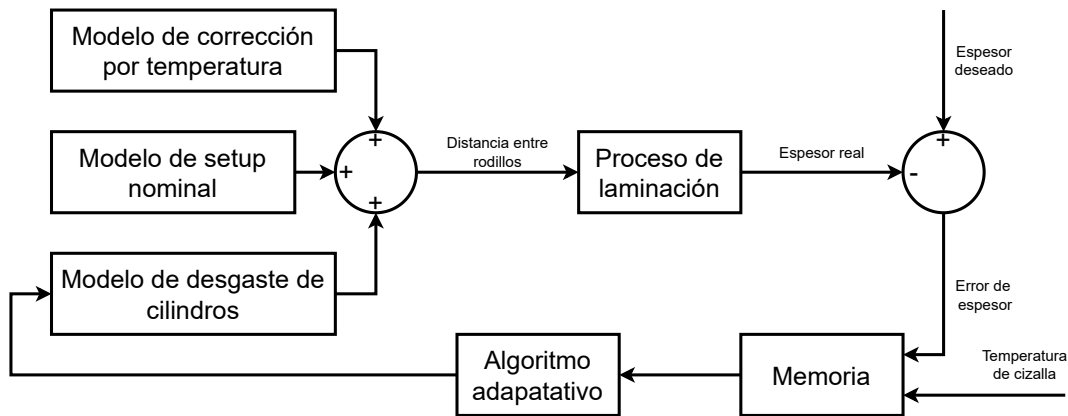 Modelo de corrección
por temperatura
Espesor
deseado
+
+
Modelo de setup
nominal
+
Distancia entre
rodillos
Proceso de
laminación
Espesor real
-
+
Modelo de desgaste de
cilindros
Error de
espesor
Algoritmo
adapatativo
Memoria
Temperatura
de cizalla